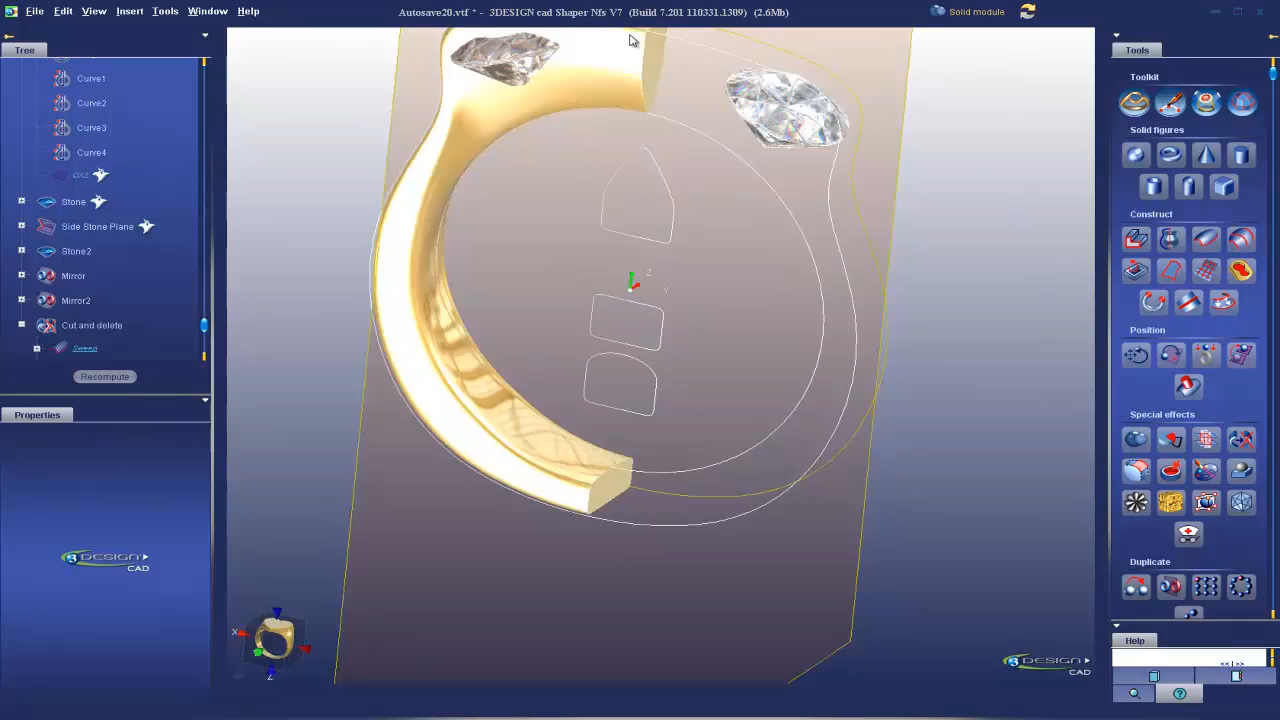 File Edit View Insert Tools Window Help
Autosave20.vtf * - 3DESIGN cad Shaper Nfs V7 (Build 7.201 110331.1309) (2.6Mb)
Solid module
Tree
Curve1
Curve2
Curve3
Curve4
Stone
Side Stone Plane
Stone2
Mirror
Mirror2
Cut and delete
Sweep
Recompute
Properties
3DESIGN
CAD
Z
Y
X
Z
3DESIGN
CAD
Tools
Toolkit
Solid figures
Construct
Position
Special effects
Duplicate
Help
<< | >>